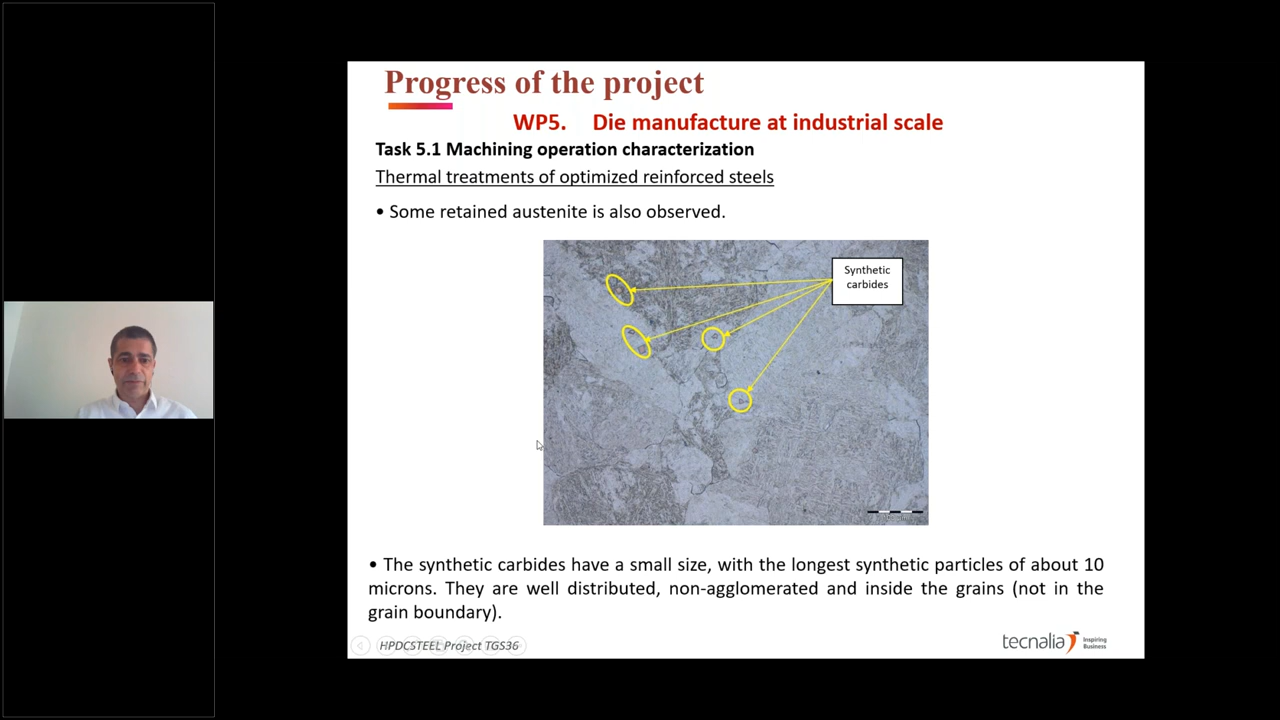 Progress of the project
WP5. Die manufacture at industrial scale
Task 5.1 Machining operation characterization
Thermal treatments of optimized reinforced steels
• Some retained austenite is also observed.
Synthetic
carbides
• The synthetic carbides have a small size, with the longest synthetic particles of about 10
microns. They are well distributed, non-agglomerated and inside the grains (not in the
grain boundary).
HPDCSTEEL Project TGS36
tecnalia Inspiring
Business